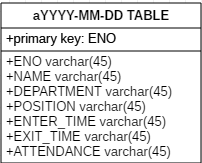 aYYYY-MM-DD TABLE
+primary key: ENO
+ENO varchar(45)
+NAME varchar(45)
+DEPARTMENT varchar(45)
+POSITION varchar(45)
+ENTER_TIME varchar(45)
+EXIT_TIME varchar(45)
+ATTENDANCE varchar(45)